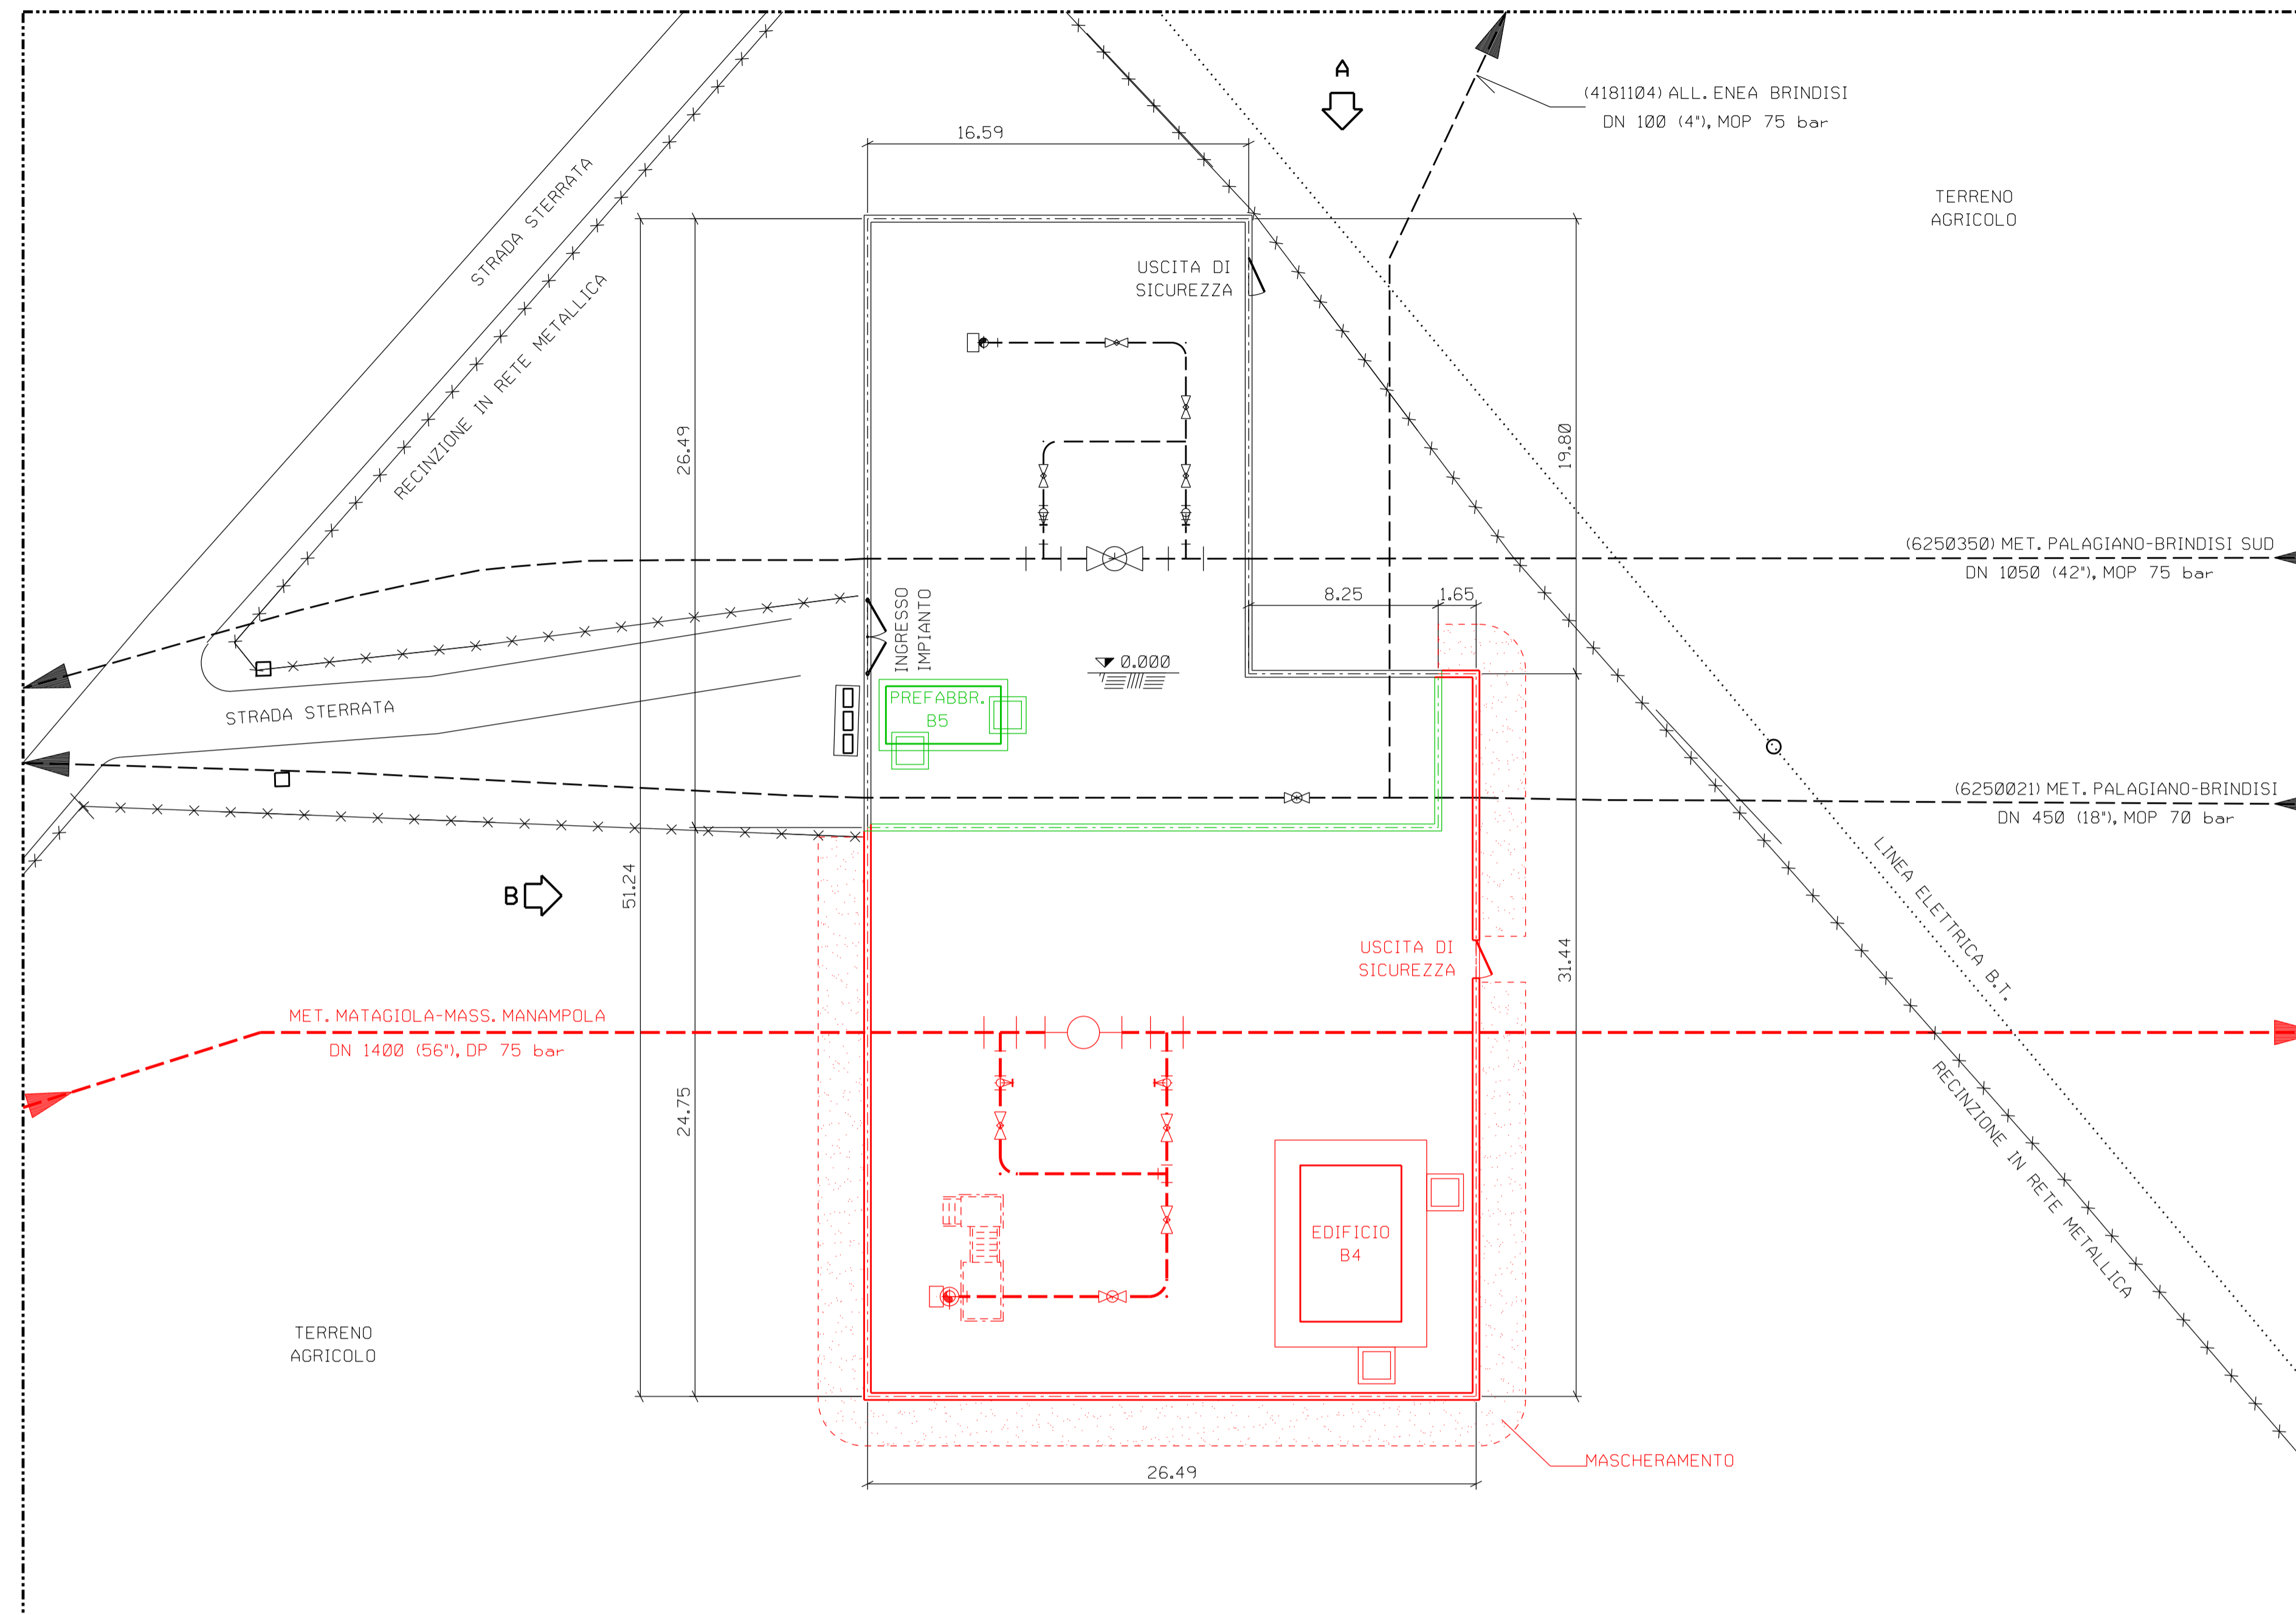 A
(4181104) ALL. ENEA BRINDISI
DN 100 (4"), MOP 75 bar
16.59
STRADA STERRATA
TERRENO
AGRICOLO
USCITA DI
SICUREZZA
RECINZIONE IN RETE METALLICA
26.49
19.80
(6250350) MET. PALAGIANO-BRINDISI SUD
DN 1050 (42"), MOP 75 bar
INGRESSO
IMPIANTO
8.25
1.65
0.000
PREFABBR.
B5
STRADA STERRATA
(6250021) MET. PALAGIANO-BRINDISI
DN 450 (18"), MOP 70 bar
B
51.24
LINEA ELETTRICA B.T.
USCITA DI
SICUREZZA
31.44
MET. MATAGIOLA-MASS. MANAMPOLA
DN 1400 (56"), DP 75 bar
24.75
RECINZIONE IN RETE METALLICA
EDIFICIO
B4
TERRENO
AGRICOLO
MASCHERAMENTO
26.49